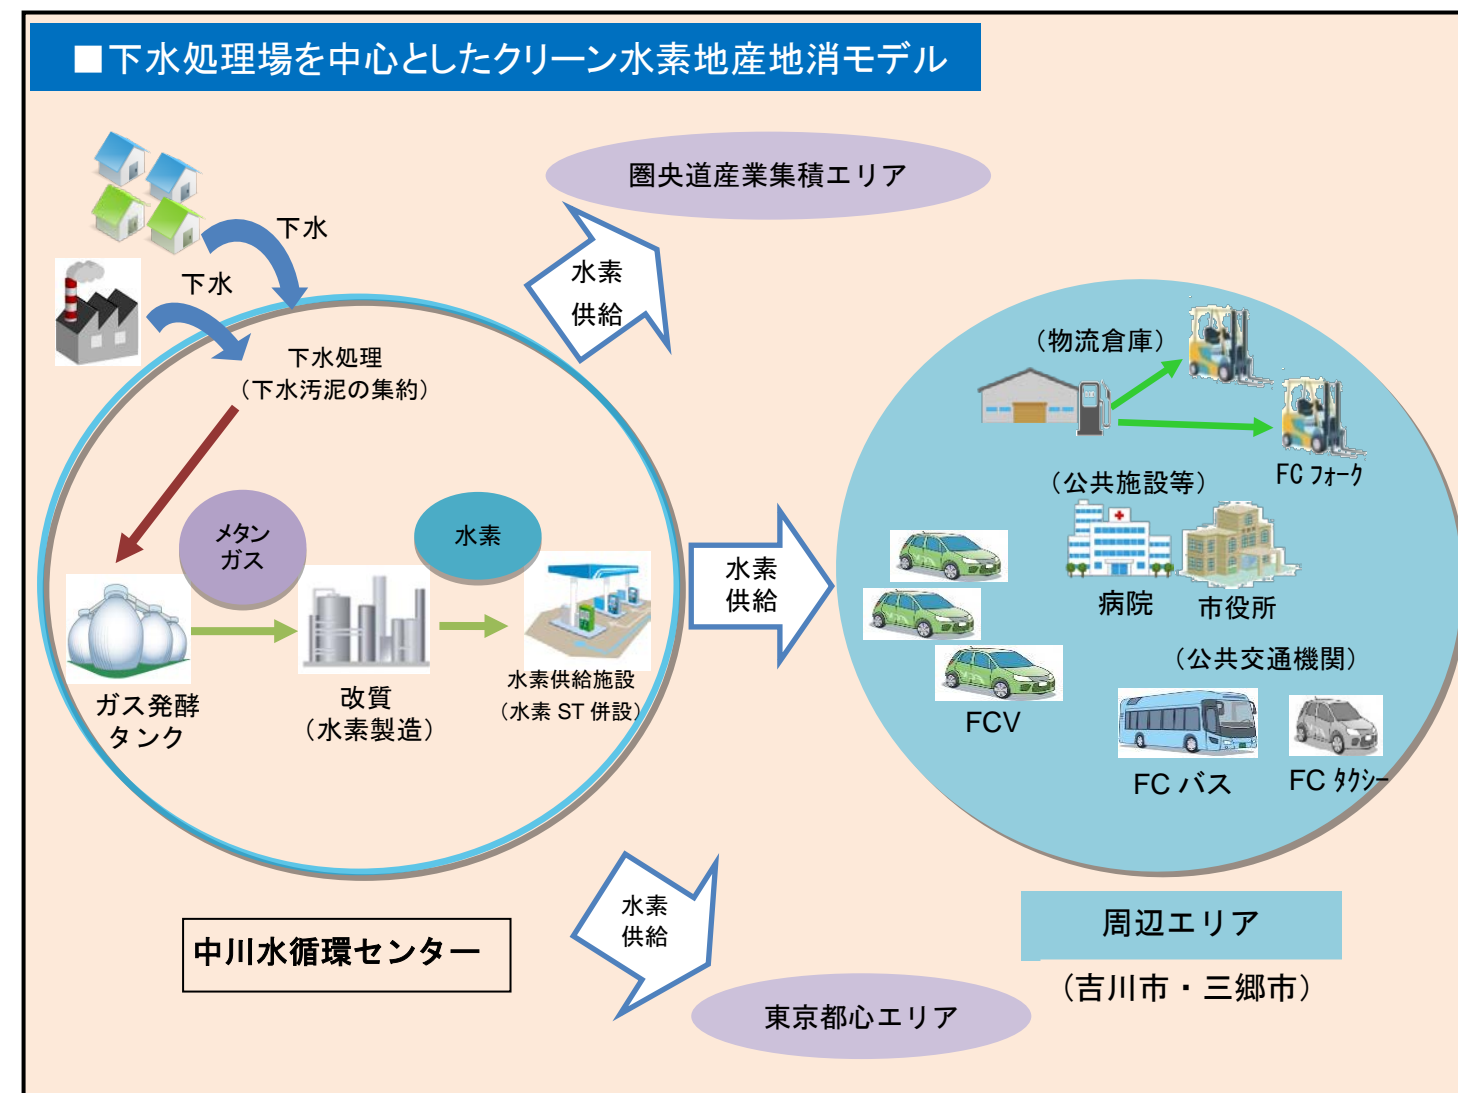 ■下水処理場を中心としたクリーン水素地産地消モデル
圏央道産業集積エリア
下水
下水
水素
供給
下水処理
（下水汚泥の集約）
メタン
ガス
水素
ガス発酵
タンク
改質
（水素製造）
水素供給施設
（水素 ST 併設）
水素
供給
（物流倉庫）
FC ﾌｫｰｸ
（公共施設等）
病院
市役所
FCV
（公共交通機関）
FC バス
FC ﾀｸｼｰ
水素
供給
中川水循環センター
周辺エリア
（吉川市・三郷市）
東京都心エリア